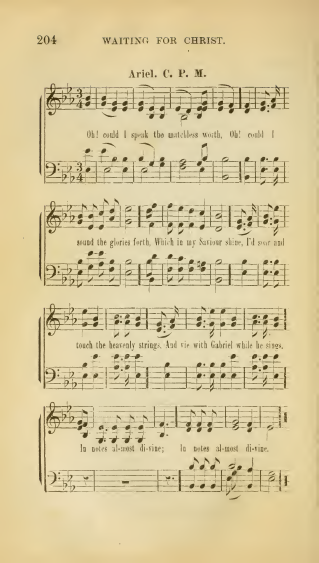 204
WAITING FOR CHRIST.
Ariel. C. P. M.
Oh! could I speak the matchless worth, Oh! could I
sound the glories forth, Which in my Saviour shine, I'd soar and
touch the heavenly strings, And vie with Gabriel while he sings,
In notes al-most di-vine; In notes al-most di-vine.